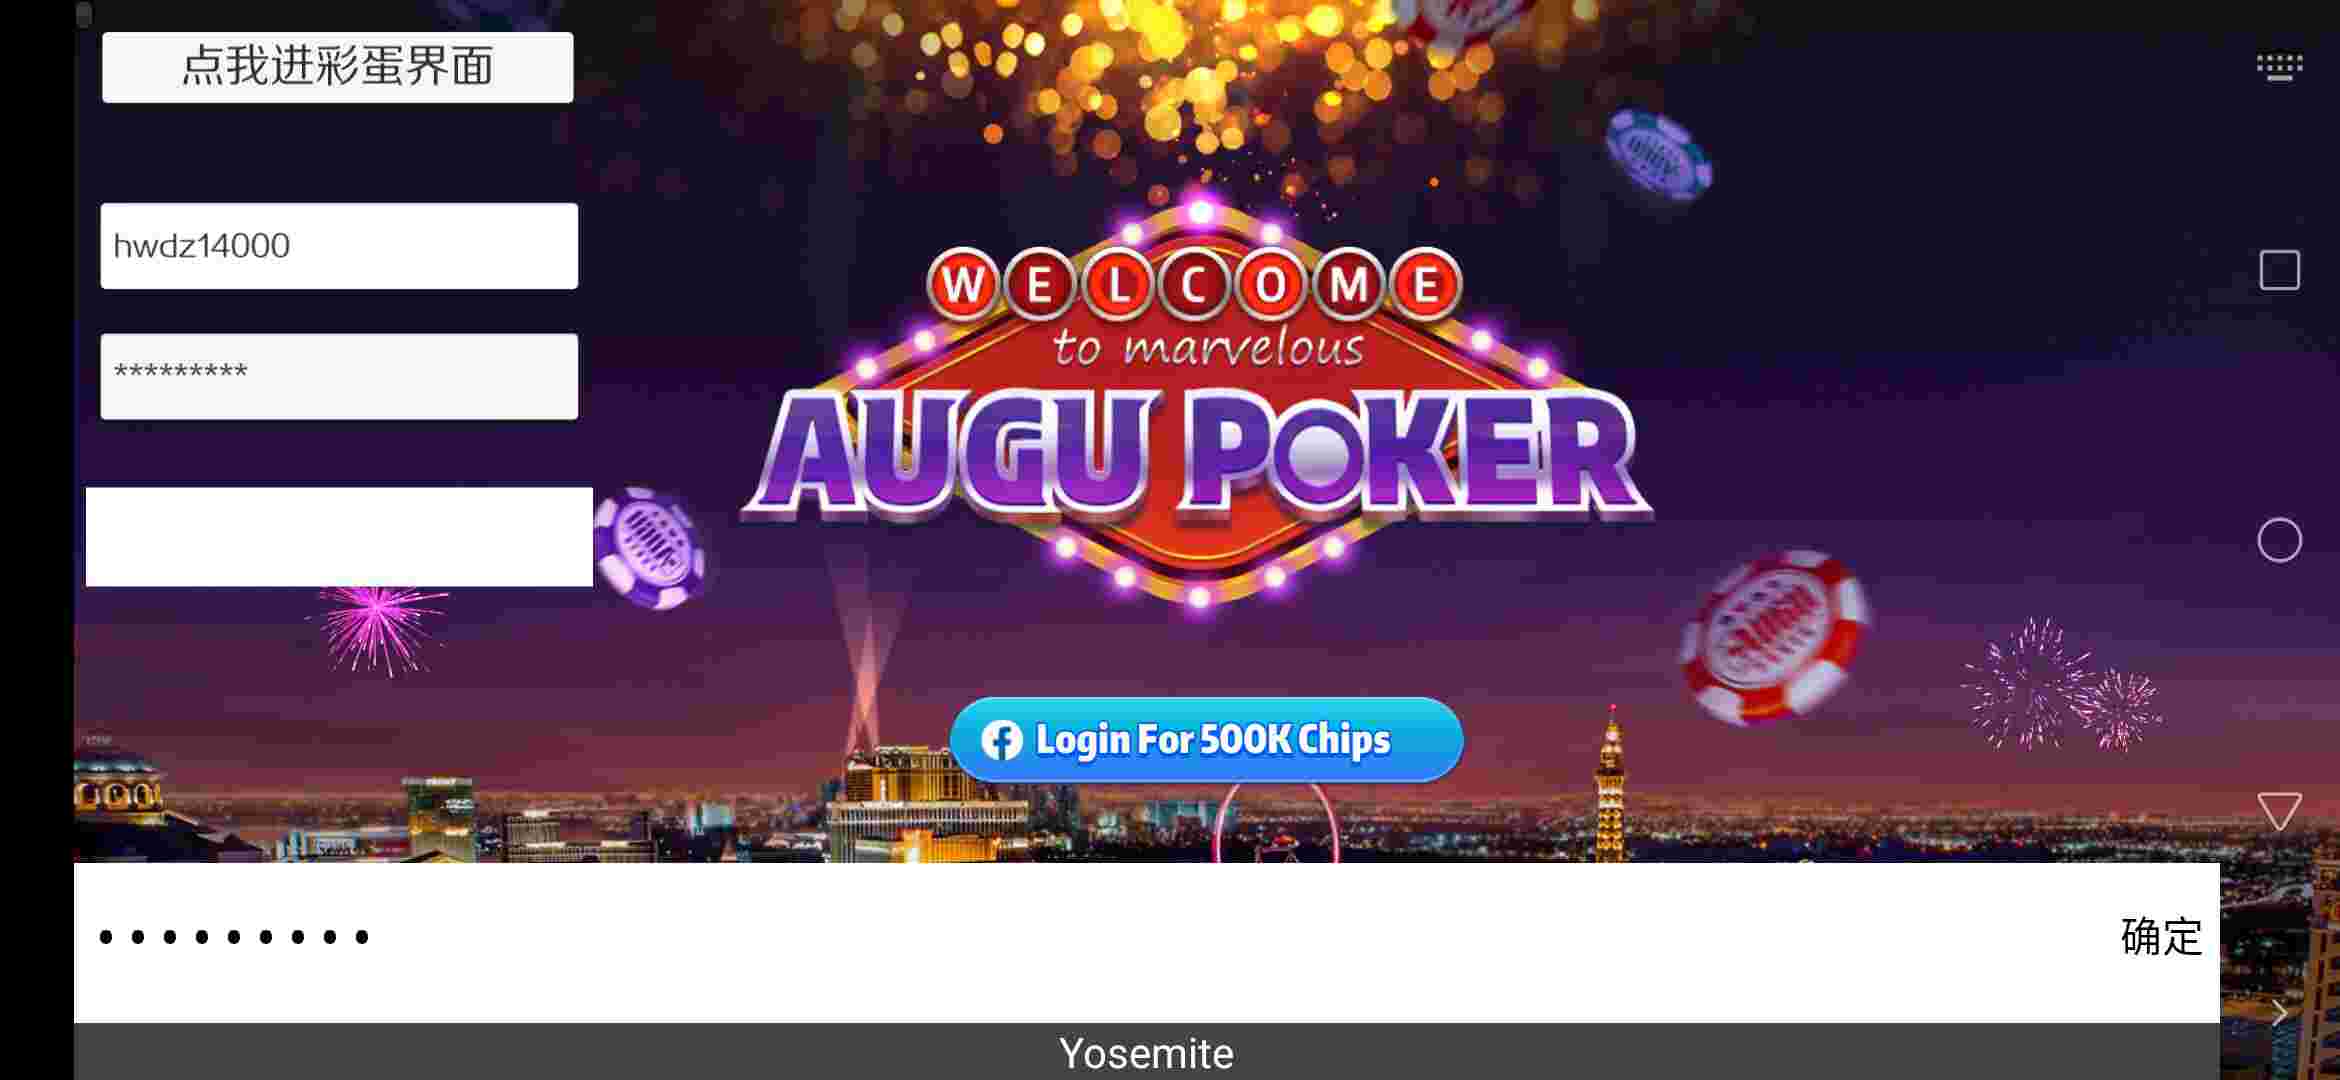 点我进彩蛋界面
hwdz14000
*********
WELCOME
to marvelous
AUGU POKER
Login For 500K Chips
•••••••••
确定
Yosemite